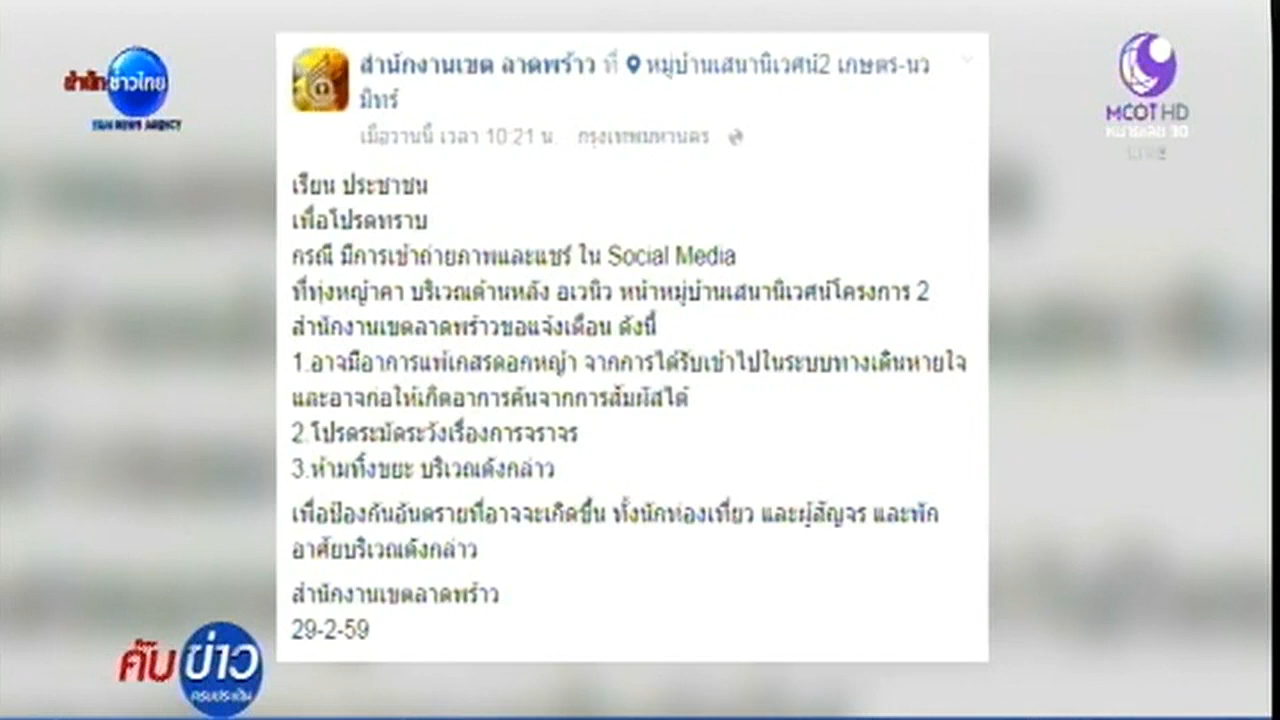 สำนักข่าวไทย
THAI NEWS AGENCY
MCOT HD
หมายเลข 30
LIVE
สำนักงานเขต ลาดพร้าว ที่ หมู่บ้านเสนานิเวศน์2 เกษตร-นว
มิทร์
เมื่อวานนี้ เวลา 10:21 น. กรุงเทพมหานคร
เรียน ประชาชน
เพื่อโปรดทราบ
กรณี มีการเข้าถ่ายภาพและแชร์ ใน Social Media
ที่ทุ่งหญ้าคา บริเวณด้านหลัง อเวนิว หน้าหมู่บ้านเสนานิเวศน์โครงการ 2
สำนักงานเขตลาดพร้าวขอแจ้งเตือน ดังนี้
1.อาจมีอาการแพ้เกสรดอกหญ้า จากการได้รับเข้าไปในระบบทางเดินหายใจ
และอาจก่อให้เกิดอาการคันจากการสัมผัสได้
2.โปรดระมัดระวังเรื่องการจราจร
3.ห้ามทิ้งขยะ บริเวณดังกล่าว
เพื่อป้องกันอันตรายที่อาจจะเกิดขึ้น ทั้งนักท่องเที่ยว และผู้สัญจร และพัก
อาศัยบริเวณดังกล่าว
สำนักงานเขตลาดพร้าว
29-2-59
คับข่าว
ครบประเด็น